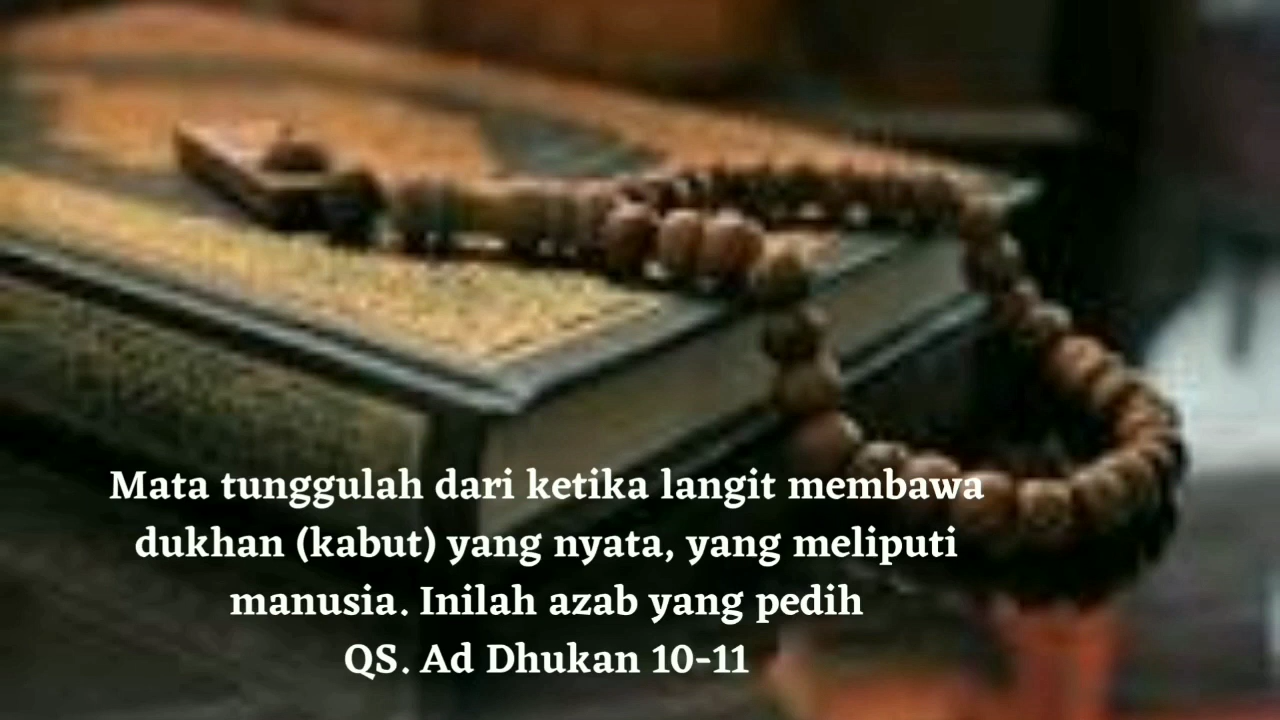 Mata tunggulah dari ketika langit membawa
dukhan (kabut) yang nyata, yang meliputi
manusia. Inilah azab yang pedih
QS. Ad Dhukan 10-11